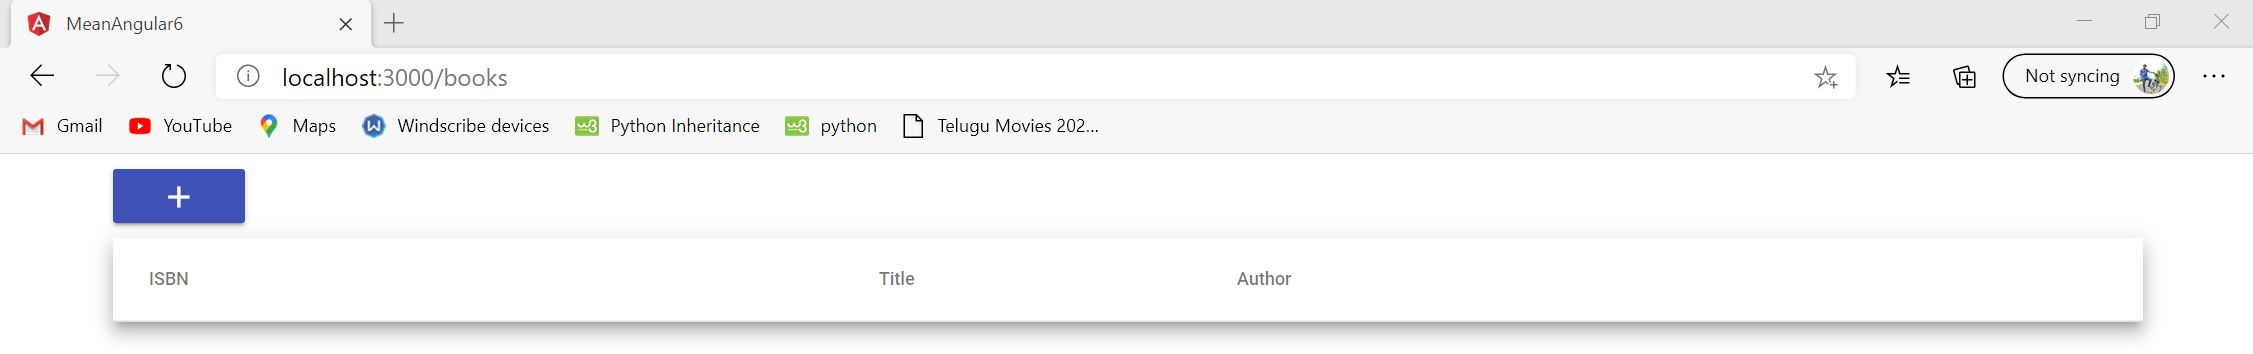 MeanAngular6
localhost:3000/books
Not syncing
Gmail YouTube Maps Windscribe devices Python Inheritance python Telugu Movies 202...
+
ISBN Title Author